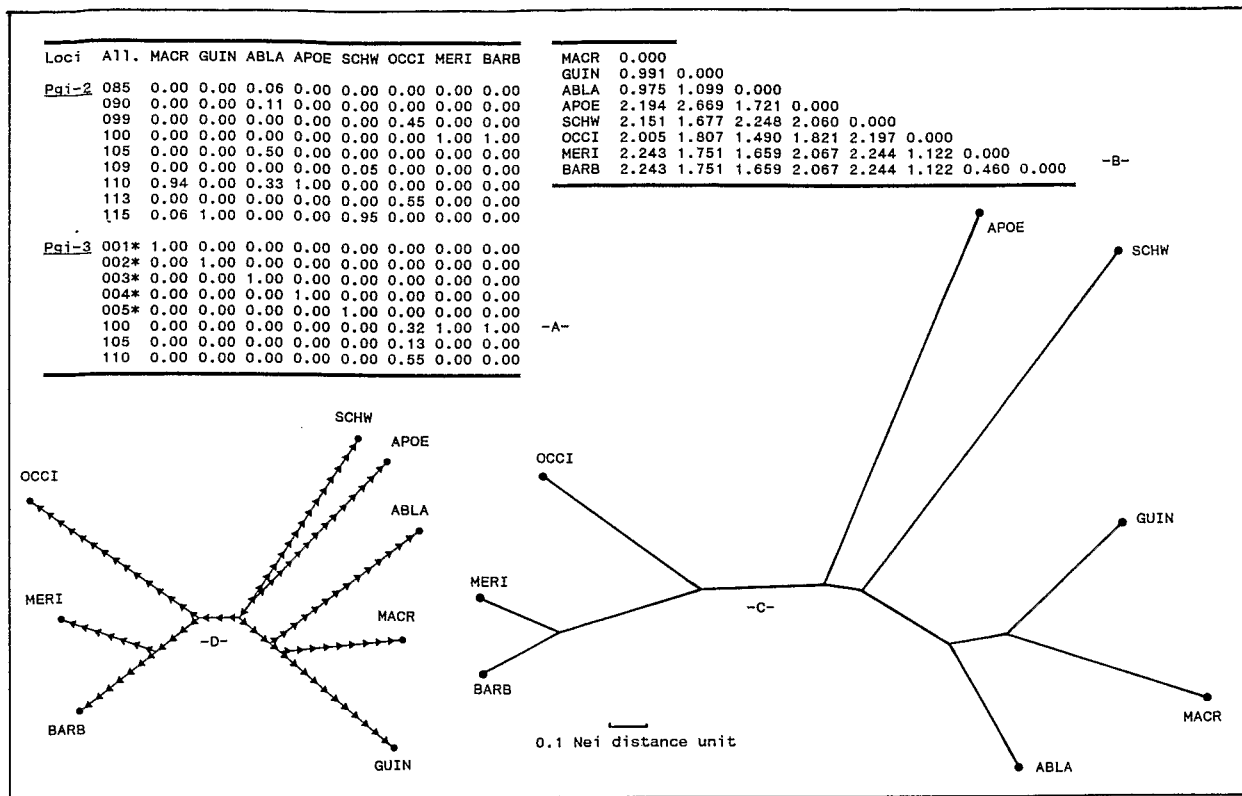 Loci All. MACR GUIN ABLA APOE SCHW OCCI MERI BARB
Pgi-2 085 0.00 0.00 0.06 0.00 0.00 0.00 0.00 0.00
090 0.00 0.00 0.11 0.00 0.00 0.00 0.00 0.00
099 0.00 0.00 0.00 0.00 0.00 0.45 0.00 0.00
100 0.00 0.00 0.00 0.00 0.00 0.00 1.00 1.00
105 0.00 0.00 0.50 0.00 0.00 0.00 0.00 0.00
109 0.00 0.00 0.00 0.00 0.05 0.00 0.00 0.00
110 0.94 0.00 0.33 1.00 0.00 0.00 0.00 0.00
113 0.00 0.00 0.00 0.00 0.00 0.55 0.00 0.00
115 0.06 1.00 0.00 0.00 0.95 0.00 0.00 0.00
Pgi-3 001* 1.00 0.00 0.00 0.00 0.00 0.00 0.00 0.00
002* 0.00 1.00 0.00 0.00 0.00 0.00 0.00 0.00
003* 0.00 0.00 1.00 0.00 0.00 0.00 0.00 0.00
004* 0.00 0.00 0.00 1.00 0.00 0.00 0.00 0.00
005* 0.00 0.00 0.00 0.00 1.00 0.00 0.00 0.00
100 0.00 0.00 0.00 0.00 0.00 0.32 1.00 1.00
105 0.00 0.00 0.00 0.00 0.00 0.13 0.00 0.00
110 0.00 0.00 0.00 0.00 0.00 0.55 0.00 0.00
-A-
MACR 0.000
GUIN 0.991 0.000
ABLA 0.975 1.099 0.000
APOE 2.194 2.669 1.721 0.000
SCHW 2.151 1.677 2.248 2.060 0.000
OCCI 2.005 1.807 1.490 1.821 2.197 0.000
MERI 2.243 1.751 1.659 2.067 2.244 1.122 0.000
BARB 2.243 1.751 1.659 2.067 2.244 1.122 0.460 0.000
-B-
SCHW
APOE
OCCI
ABLA
MERI
MACR
-D-
BARB
GUIN
APOE
SCHW
OCCI
GUIN
MERI
-C-
BARB
MACR
ABLA
0.1 Nei distance unit